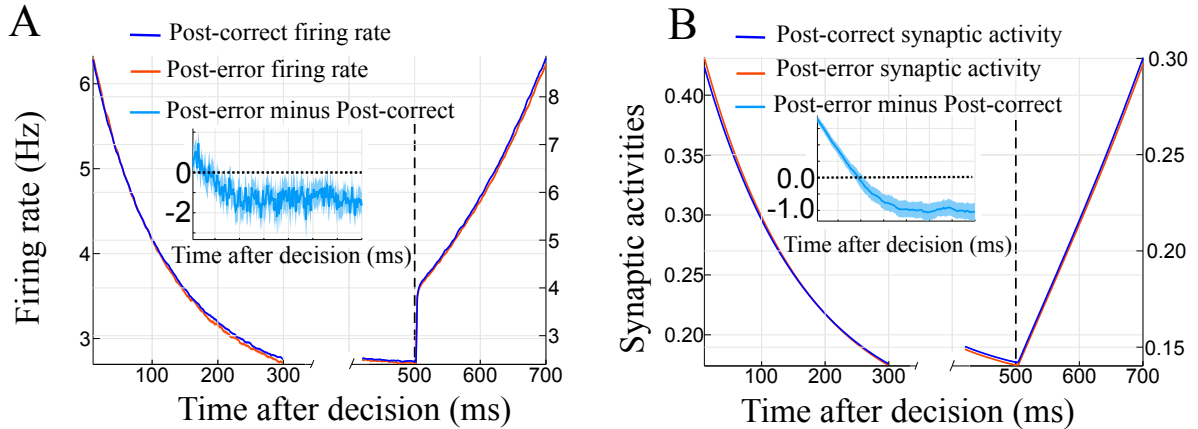 A
Post-correct firing rate
Post-error firing rate
Post-error minus Post-correct
Firing rate (Hz)
6
5
4
3
8
7
6
5
4
3
0
-2
Time after decision (ms)
100
200
300
500
600
700
Time after decision (ms)
B
Post-correct synaptic activity
Post-error synaptic activity
Post-error minus Post-correct
Synaptic activities
0.40
0.35
0.30
0.25
0.20
0.30
0.25
0.20
0.15
0.0
-1.0
Time after decision (ms)
100
200
300
500
600
700
Time after decision (ms)